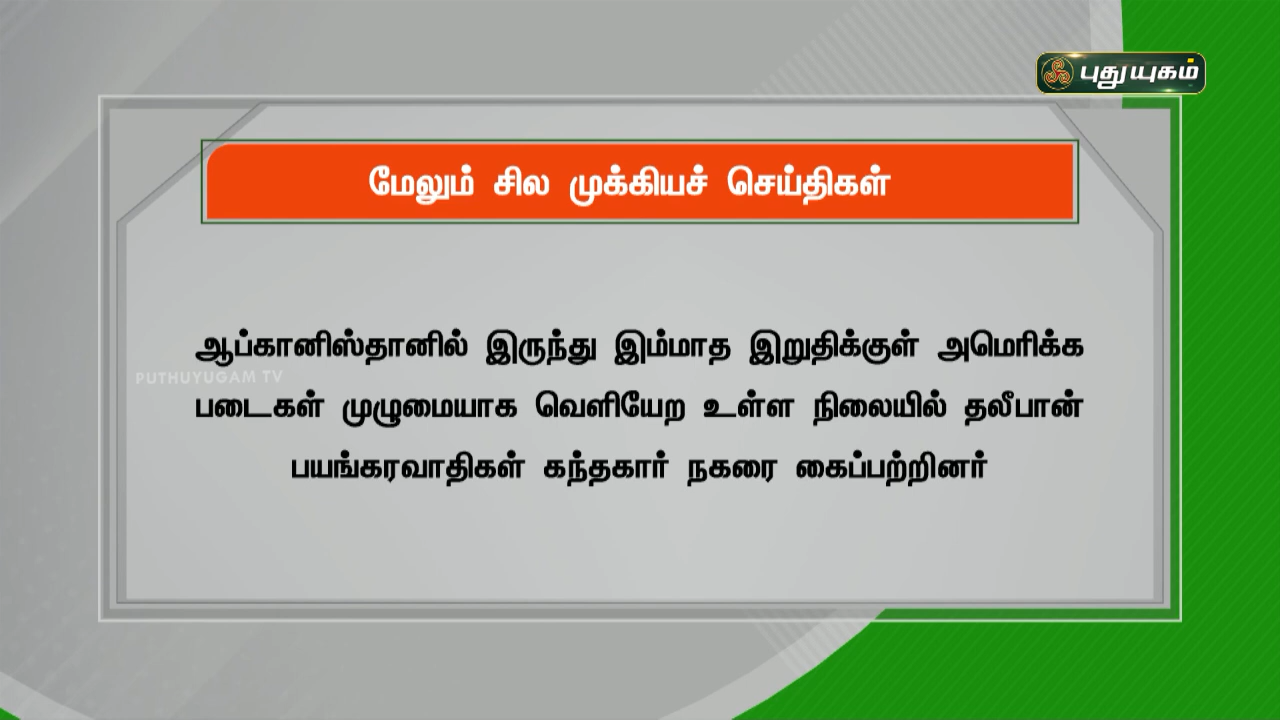 புதுயுகம்
மேலும் சில முக்கியச் செய்திகள்
ஆப்கானிஸ்தானில் இருந்து இம்மாத இறுதிக்குள் அமெரிக்க
PUTHUYUGAM TV
படைகள் முழுமையாக வெளியேற உள்ள நிலையில் தலீபான்
பயங்கரவாதிகள் கந்தகார் நகரை கைப்பற்றினர்